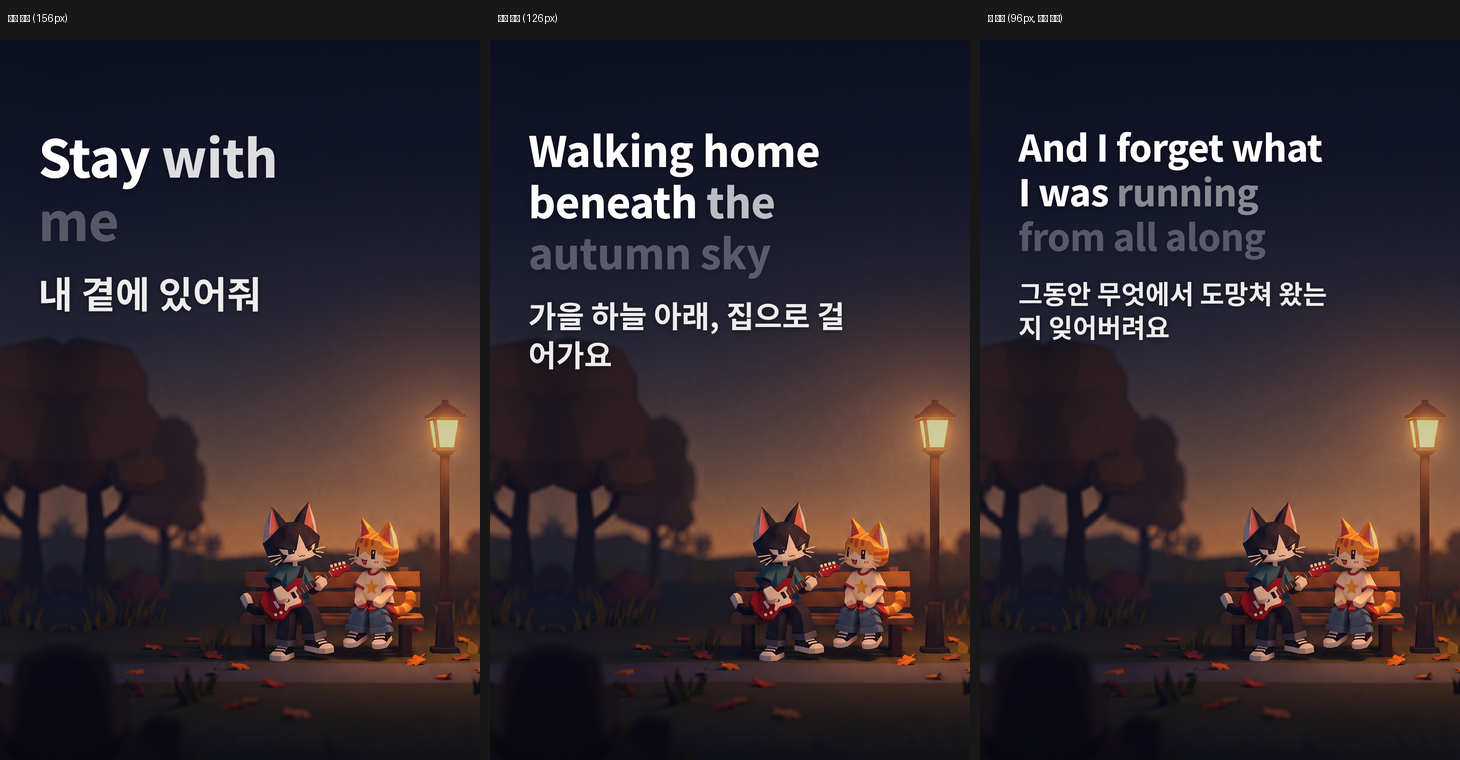 (156px)
Stay with
me
내 곁에 있어줘
(126px)
Walking home
beneath the
autumn sky
가을 하늘 아래, 집으로 걸
어가요
(96px,
And I forget what
I was running
from all along
그동안 무엇에서 도망쳐 왔는
지 잊어버려요